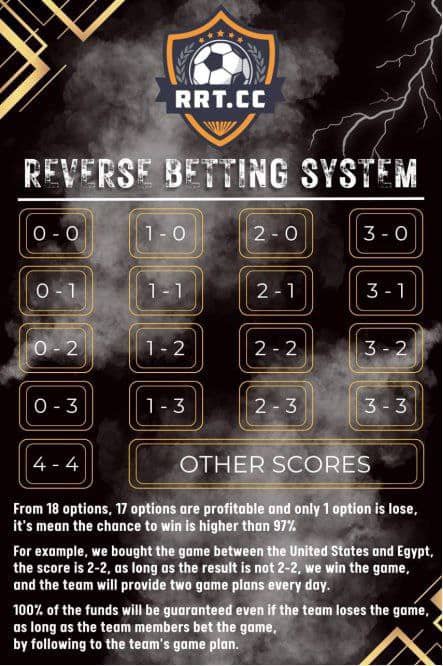 RRT.CC
REVERSE BETTING SYSTEM
0 - 0 1 - 0 2 - 0 3 - 0
0 - 1 1 - 1 2 - 1 3 - 1
0 - 2 1 - 2 2 - 2 3 - 2
0 - 3 1 - 3 2 - 3 3 - 3
4 - 4 OTHER SCORES
From 18 options, 17 options are profitable and only 1 option is lose,
it's mean the chance to win is higher than 97%
For example, we bought the game between the United States and Egypt,
the score is 2-2, as long as the result is not 2-2, we win the game,
and the team will provide two game plans every day.
100% of the funds will be guaranteed even if the team loses the game,
as long as the team members bet the game,
by following to the team's game plan.